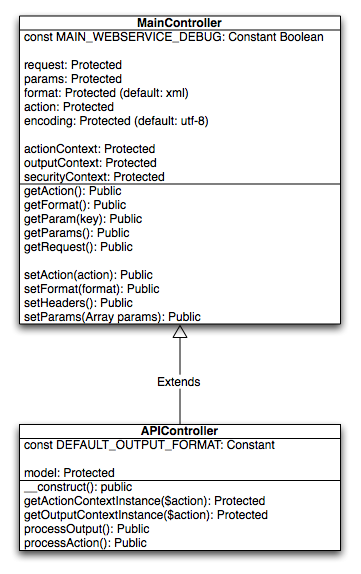 MainController
const MAIN_WEBSERVICE_DEBUG: Constant Boolean
request: Protected
params: Protected
format: Protected (default: xml)
action: Protected
encoding: Protected (default: utf-8)
actionContext: Protected
outputContext: Protected
securityContext: Protected
getAction(): Public
getFormat(): Public
getParam(key): Public
getParams(): Public
getRequest(): Public
setAction(action): Public
setFormat(format): Public
setHeaders(): Public
setParams(Array params): Public
Extends
APIController
const DEFAULT_OUTPUT_FORMAT: Constant
model: Protected
__construct(): public
getActionContextInstance($action): Protected
getOutputContextInstance($action): Protected
processOutput(): Public
processAction(): Public